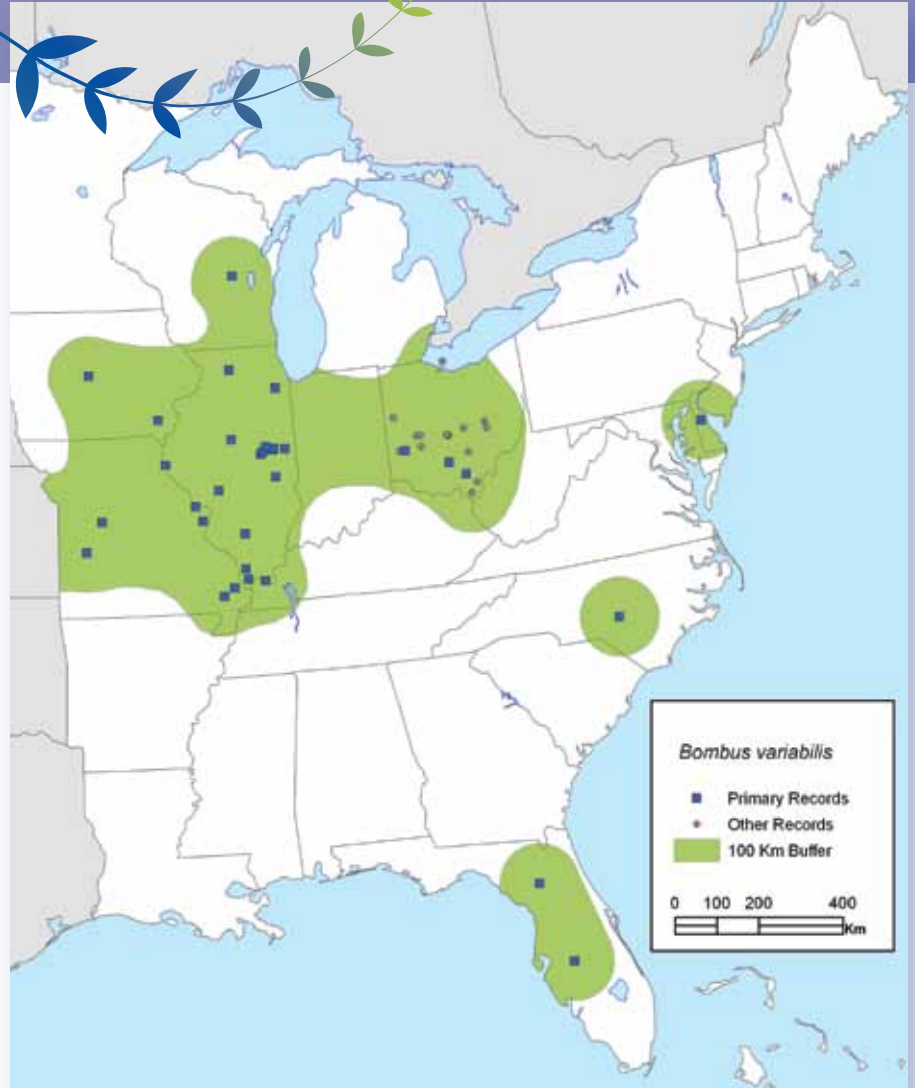 Bombus variabilis
Primary Records
Other Records
100 Km Buffer
0 100 200 400
Km